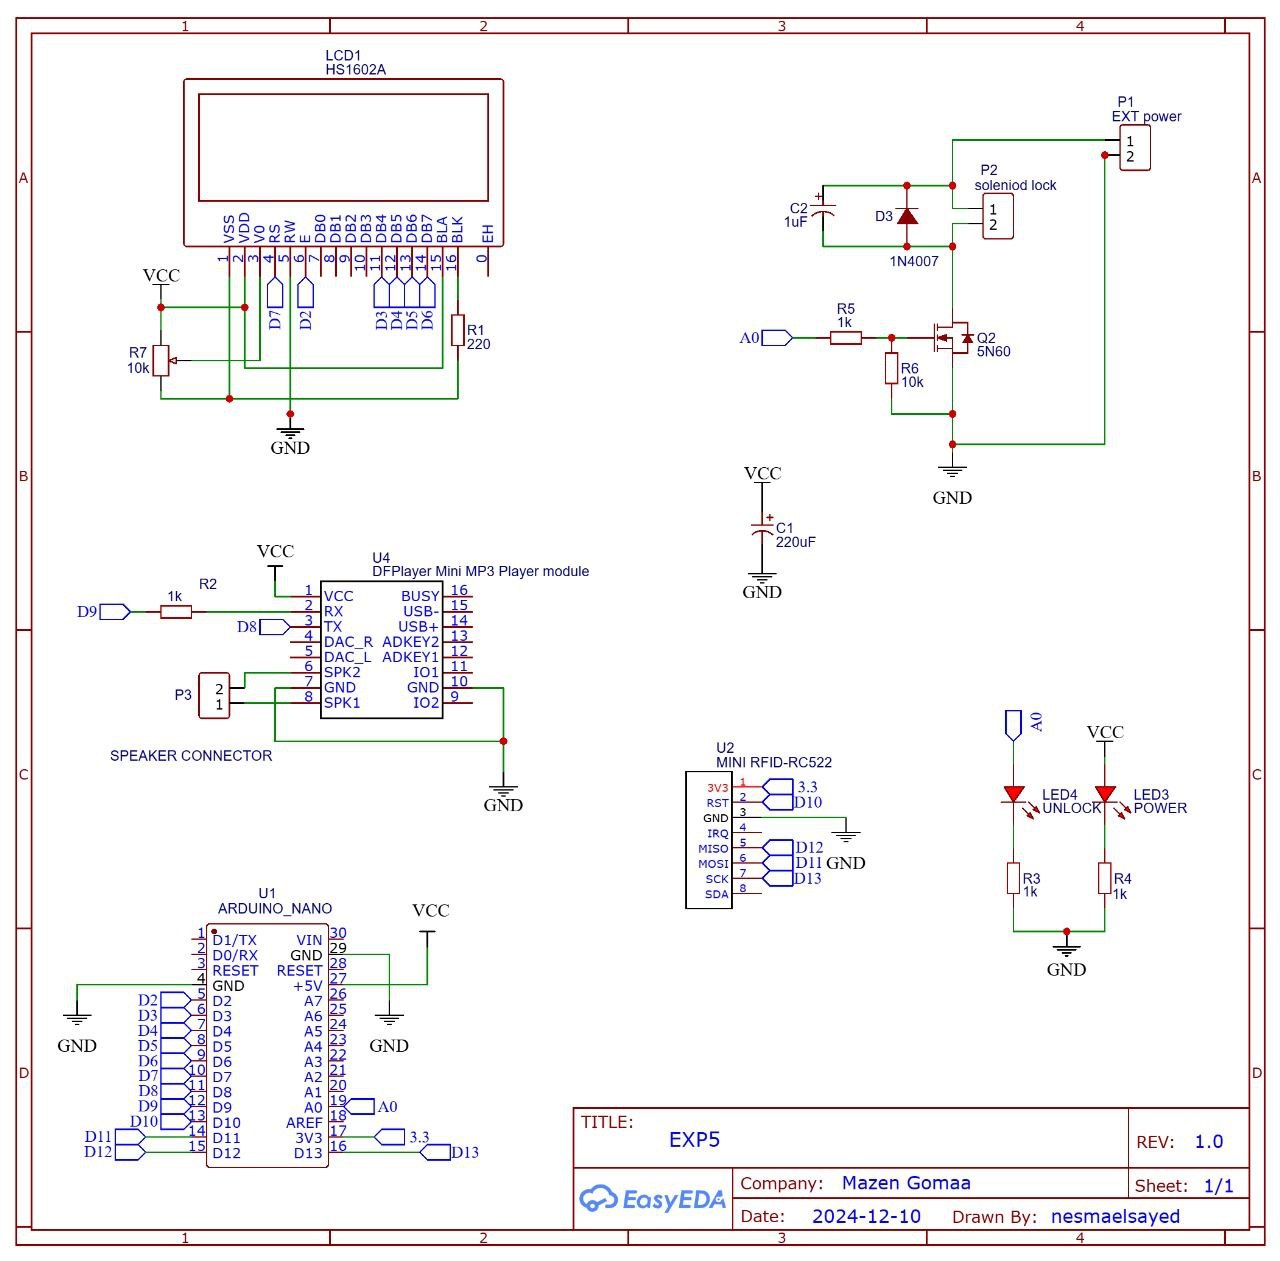 1 2 3 4
A
B
C
D
A
B
C
D
LCD1
HS1602A
VSS VDD V0 RS RW E DB0 DB1 DB2 DB3 DB4 DB5 DB6 DB7 BLA BLK EH
1 2 3 4 5 6 7 8 9 10 11 12 13 14 15 16 0
VCC
D7 D2 D3 D4 D5 D6
R7
10k
R1
220
GND
P1
EXT power
1
2
P2
soleniod lock
1
2
C2
1uF
+
D3
1N4007
A0
R5
1k
R6
10k
Q2
5N60
GND
VCC
+
C1
220uF
GND
VCC
U4
DFPlayer Mini MP3 Player module
D9
1k
R2
D8
1 VCC BUSY 16
2 RX USB- 15
3 TX USB+ 14
4 DAC_R ADKEY2 13
5 DAC_L ADKEY1 12
6 SPK2 IO1 11
7 GND GND 10
8 SPK1 IO2 9
P3
2
1
SPEAKER CONNECTOR
GND
U2
MINI RFID-RC522
3V3 1 3.3
RST 2 D10
GND 3
IRQ 4
MISO 5 D12
MOSI 6 D11
SCK 7 D13
SDA 8
GND
A0
VCC
LED4
UNLOCK
LED3
POWER
R3
1k
R4
1k
GND
U1
ARDUINO_NANO
VCC
1 D1/TX VIN 30
2 D0/RX GND 29
3 RESET RESET 28
4 GND +5V 27
D2 5 D2 A7 26
D3 6 D3 A6 25
D4 7 D4 A5 24
D5 8 D5 A4 23
D6 9 D6 A3 22
D7 10 D7 A2 21
D8 11 D8 A1 20
D9 12 D9 A0 19 A0
D10 13 D10 AREF 18
D11 14 D11 3V3 17 3.3
D12 15 D12 D13 16 D13
GND
GND
TITLE:
EXP5
REV: 1.0
EasyEDA
Company: Mazen Gomaa
Sheet: 1/1
Date: 2024-12-10 Drawn By: nesmaelsayed
1 2 3 4